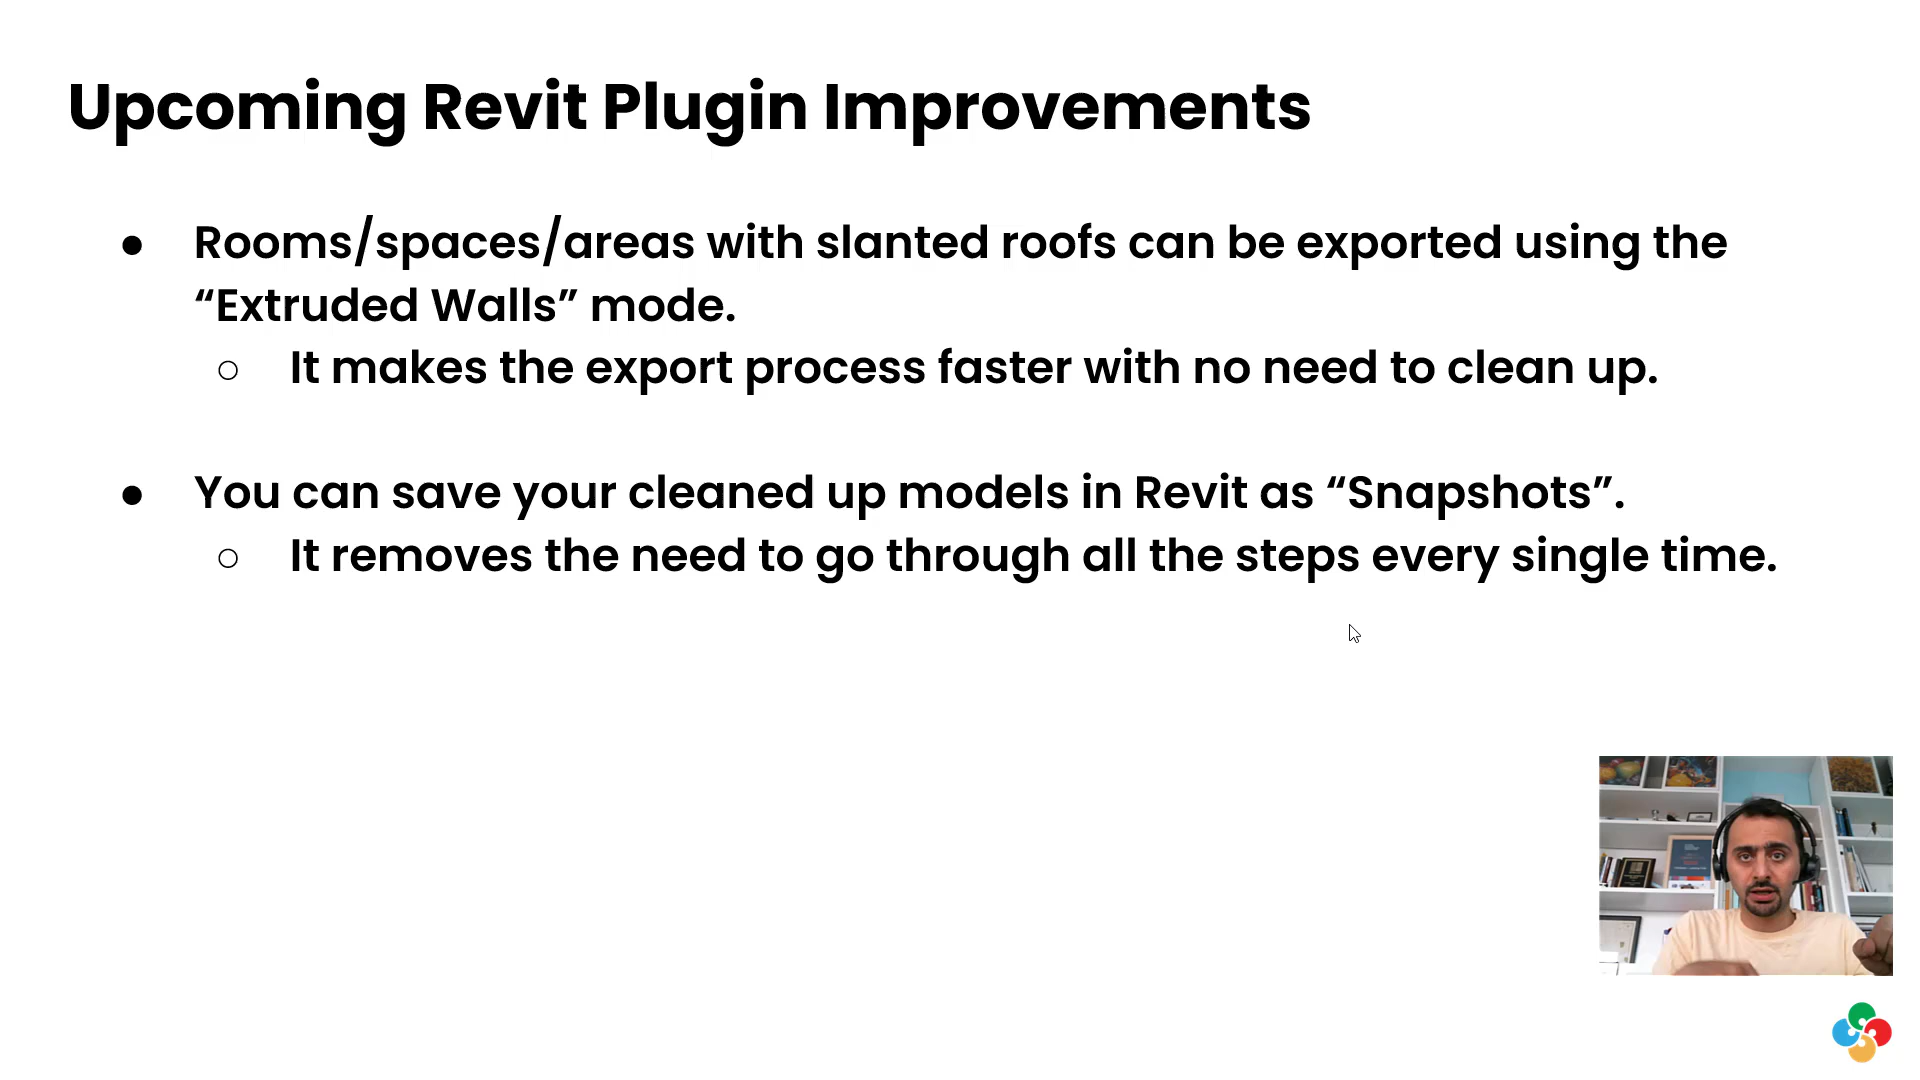 Upcoming Revit Plugin Improvements
● Rooms/spaces/areas with slanted roofs can be exported using the
“Extruded Walls” mode.
○ It makes the export process faster with no need to clean up.
● You can save your cleaned up models in Revit as “Snapshots”.
○ It removes the need to go through all the steps every single time.